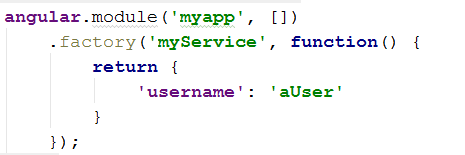 angular.module('myapp', [])
    .factory('myService', function() {
        return {
            'username': 'aUser'
        }
    });